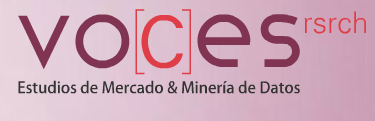 vo[c]es rsrch
Estudios de Mercado & Minería de Datos